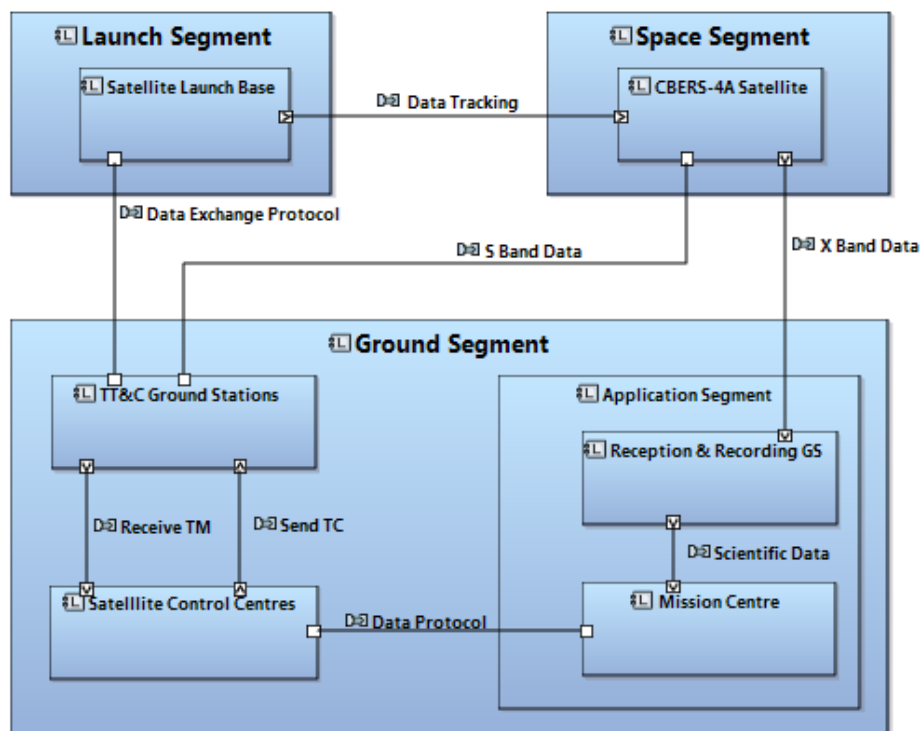 Launch Segment
Space Segment
Satellite Launch Base
CBERS-4A Satellite
Data Tracking
Data Exchange Protocol
S Band Data
X Band Data
Ground Segment
TT&C Ground Stations
Application Segment
Reception & Recording GS
Receive TM
Send TC
Scientific Data
Satelllite Control Centres
Mission Centre
Data Protocol